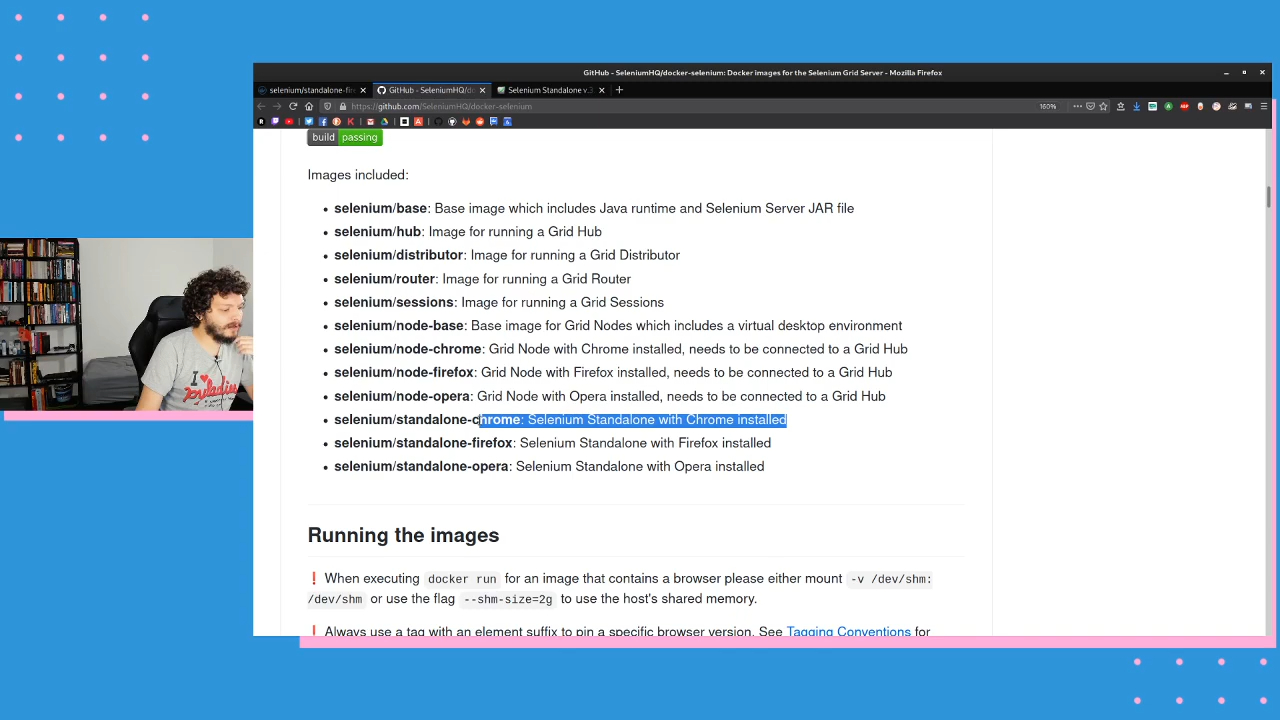 GitHub - SeleniumHQ/docker-selenium: Docker images for the Selenium Grid Server - Mozilla Firefox
selenium/standalone-fir
GitHub - SeleniumHQ/do
Selenium Standalone v.3
https://github.com/SeleniumHQ/docker-selenium
160%
build passing
Images included:
selenium/base: Base image which includes Java runtime and Selenium Server JAR file
selenium/hub: Image for running a Grid Hub
selenium/distributor: Image for running a Grid Distributor
selenium/router: Image for running a Grid Router
selenium/sessions: Image for running a Grid Sessions
selenium/node-base: Base image for Grid Nodes which includes a virtual desktop environment
selenium/node-chrome: Grid Node with Chrome installed, needs to be connected to a Grid Hub
selenium/node-firefox: Grid Node with Firefox installed, needs to be connected to a Grid Hub
selenium/node-opera: Grid Node with Opera installed, needs to be connected to a Grid Hub
selenium/standalone-chrome: Selenium Standalone with Chrome installed
selenium/standalone-firefox: Selenium Standalone with Firefox installed
selenium/standalone-opera: Selenium Standalone with Opera installed
Running the images
❗ When executing docker run for an image that contains a browser please either mount -v /dev/shm:
/dev/shm or use the flag --shm-size=2g to use the host's shared memory.
❗ Always use a tag with an element suffix to pin a specific browser version. See Tagging Conventions for
I